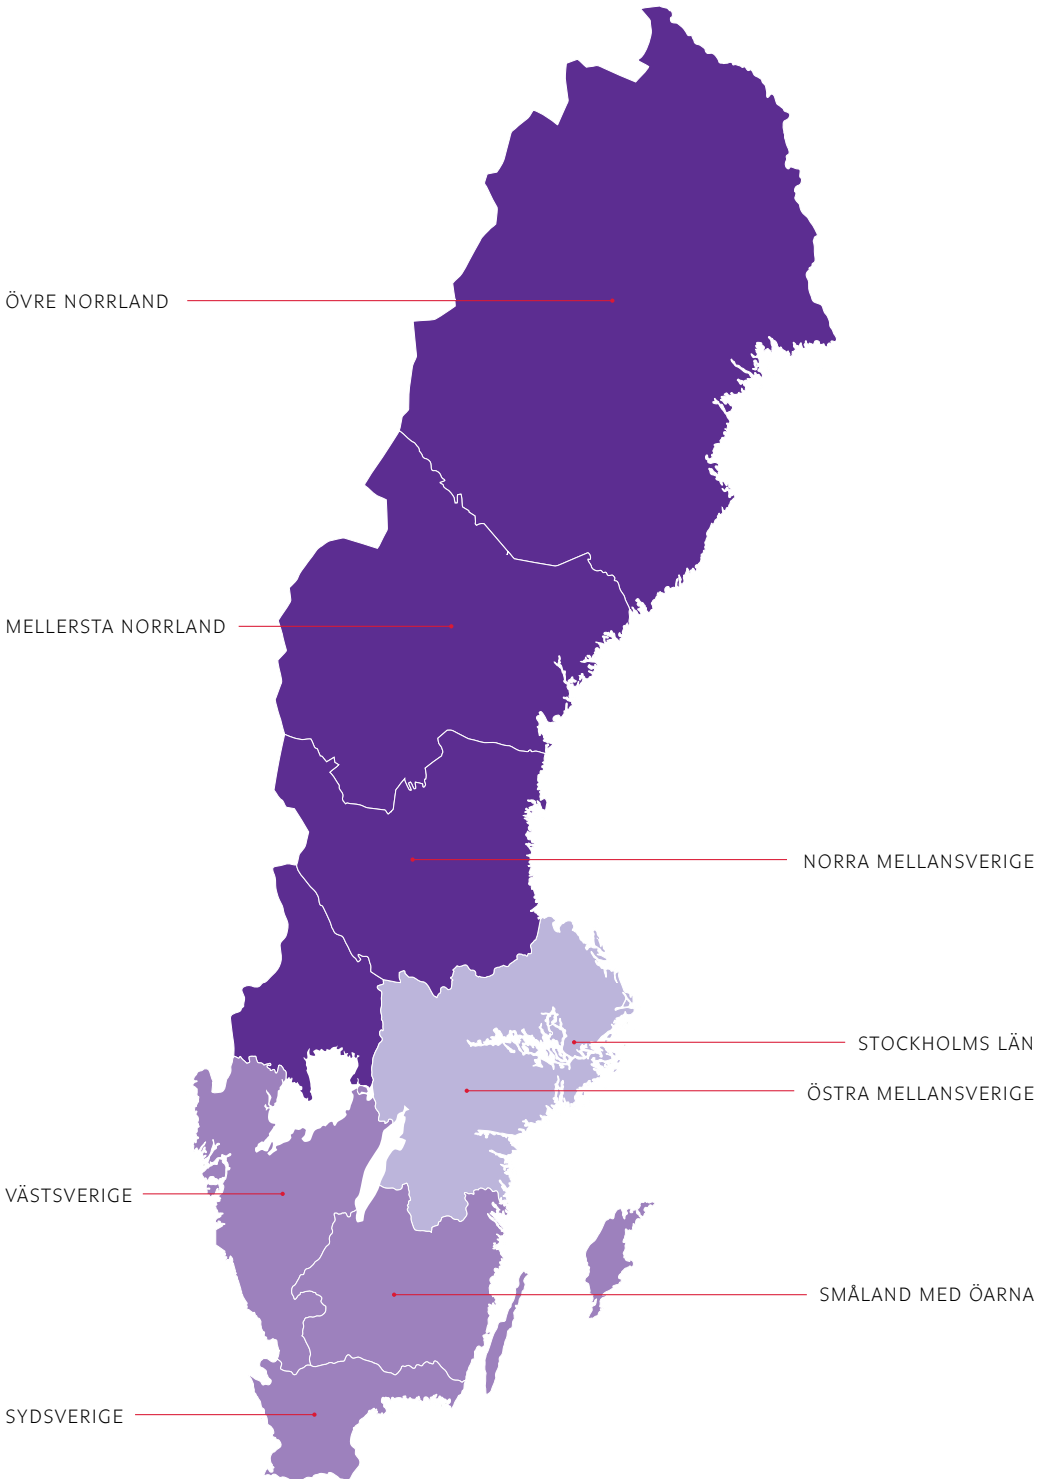 ÖVRE NORRLAND
MELLERSTA NORRLAND
NORRA MELLANSVERIGE
STOCKHOLMS LÄN
ÖSTRA MELLANSVERIGE
VÄSTSVERIGE
SMÅLAND MED ÖARNA
SYDSVERIGE